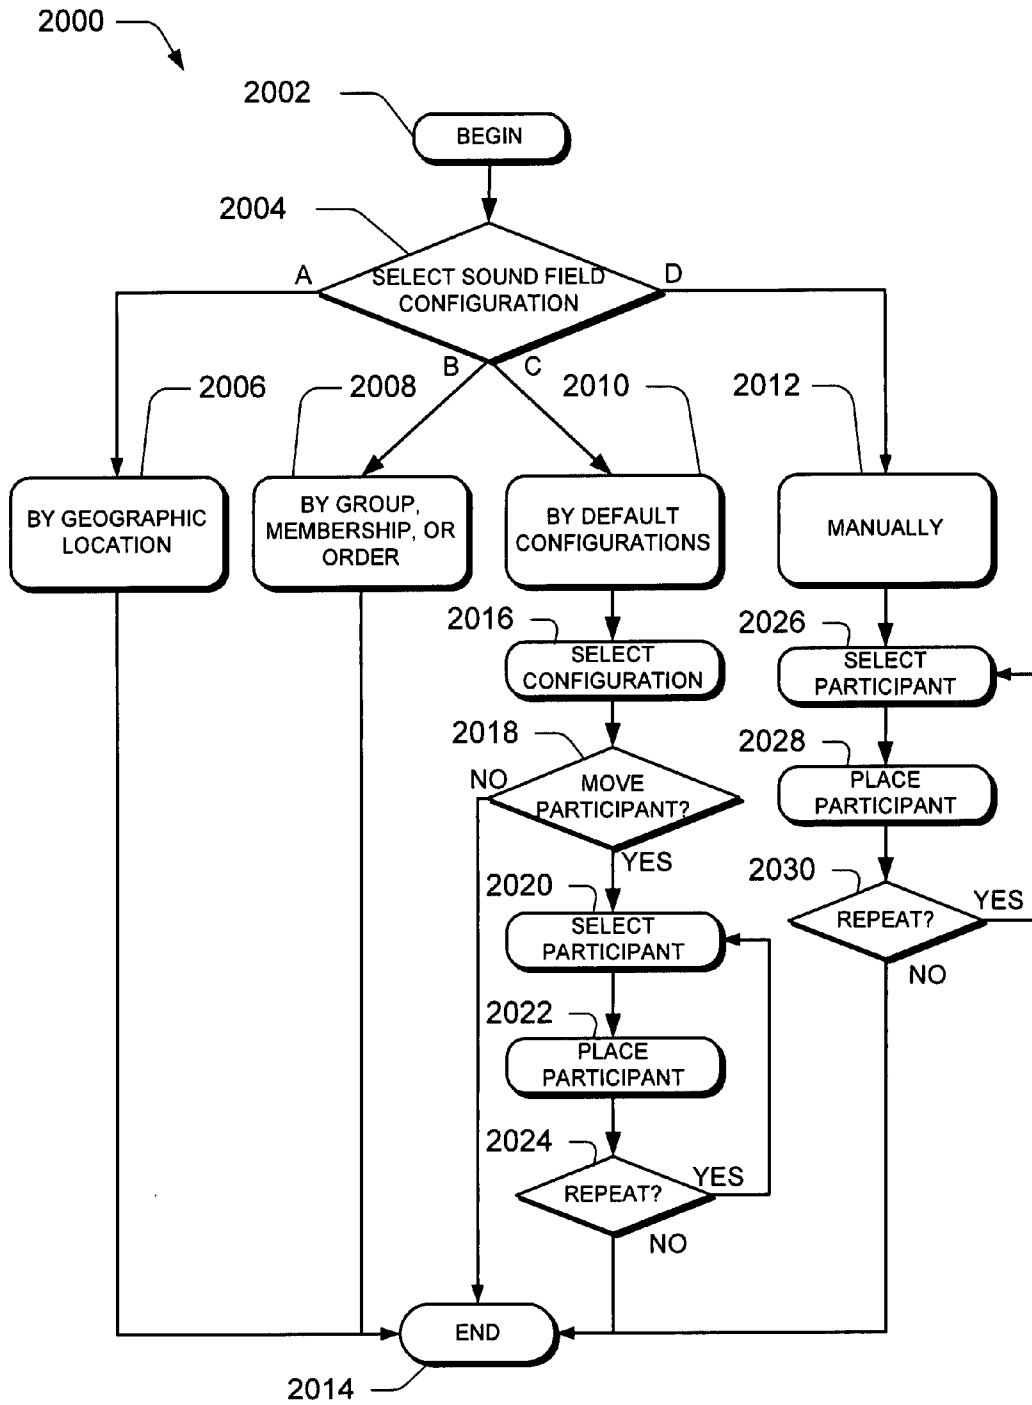 2000
2002
BEGIN
2004
A
SELECT SOUND FIELD
CONFIGURATION
D
B
C
2006
2008
2010
2012
BY GEOGRAPHIC
LOCATION
BY GROUP,
MEMBERSHIP, OR
ORDER
BY DEFAULT
CONFIGURATIONS
MANUALLY
2016
SELECT
CONFIGURATION
2026
SELECT
PARTICIPANT
2018
NO
MOVE
PARTICIPANT?
YES
2028
PLACE
PARTICIPANT
2030
REPEAT?
YES
NO
2020
SELECT
PARTICIPANT
2022
PLACE
PARTICIPANT
2024
REPEAT?
YES
NO
END
2014